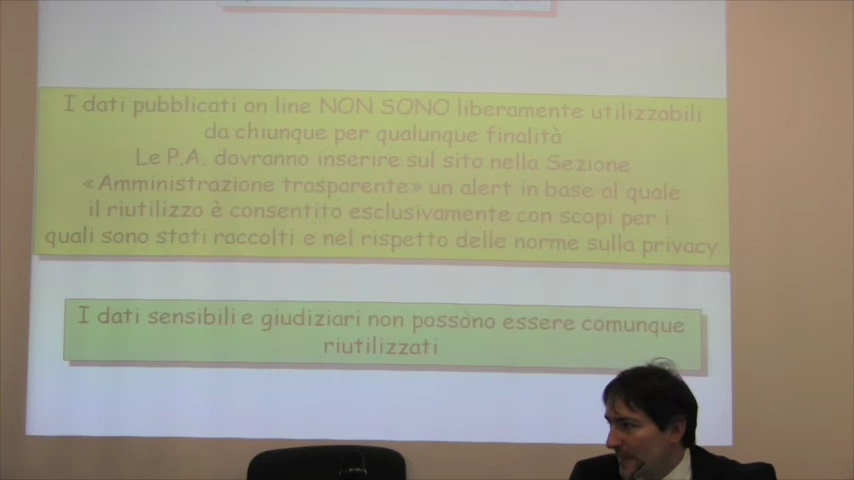 I dati pubblicati on line NON SONO liberamente utilizzabili
da chiunque per qualunque finalità
Le P.A. dovranno inserire sul sito nella Sezione
«Amministrazione trasparente» un alert in base al quale
il riutilizzo è consentito esclusivamente con scopi per i
quali sono stati raccolti e nel rispetto delle norme sulla privacy
I dati sensibili e giudiziari non possono essere comunque
riutilizzati